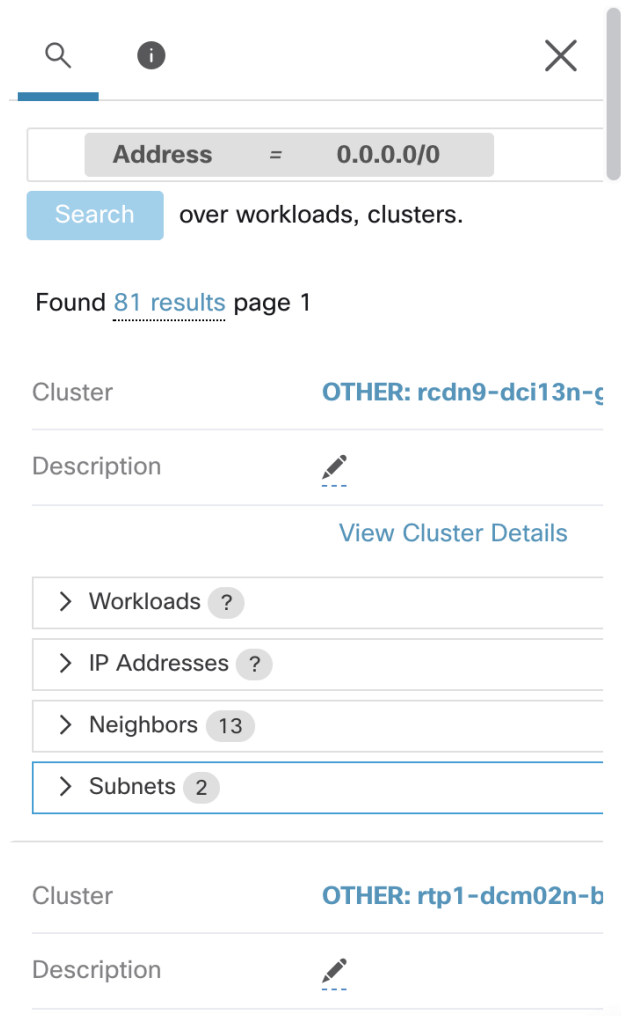 Address = 0.0.0.0/0
Search over workloads, clusters.
Found 81 results page 1
Cluster OTHER: rcdn9-dci13n-
Description
View Cluster Details
Workloads ?
IP Addresses ?
Neighbors 13
Subnets 2
Cluster OTHER: rtp1-dcm02n-b
Description